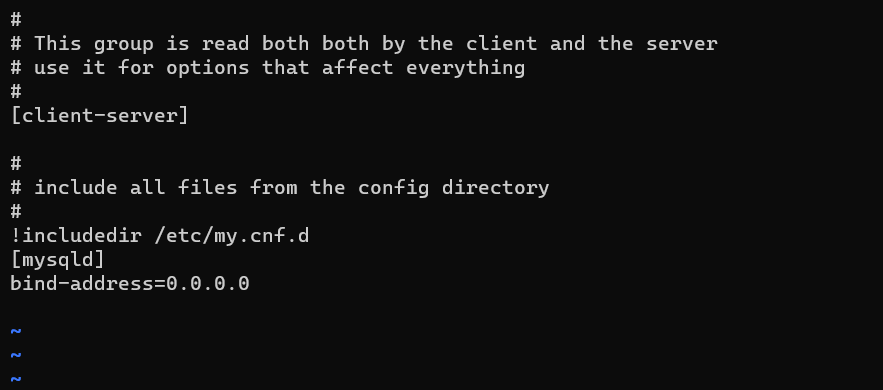 #
# This group is read both both by the client and the server
# use it for options that affect everything
#
[client-server]

#
# include all files from the config directory
#
!includedir /etc/my.cnf.d
[mysqld]
bind-address=0.0.0.0

~
~
~